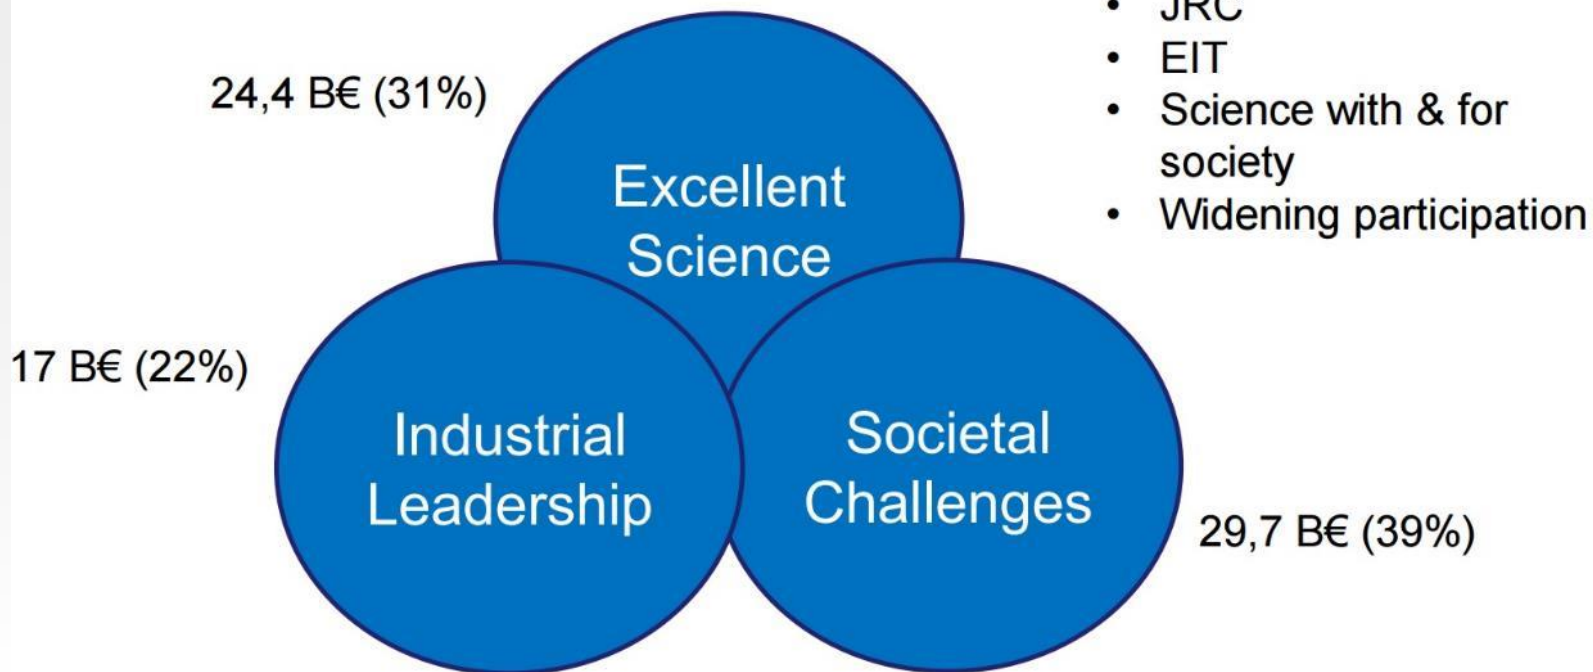 • JRC
• EIT
• Science with & for
society
• Widening participation
24,4 B€ (31%)
Excellent
Science
17 B€ (22%)
Industrial
Leadership
Societal
Challenges
29,7 B€ (39%)